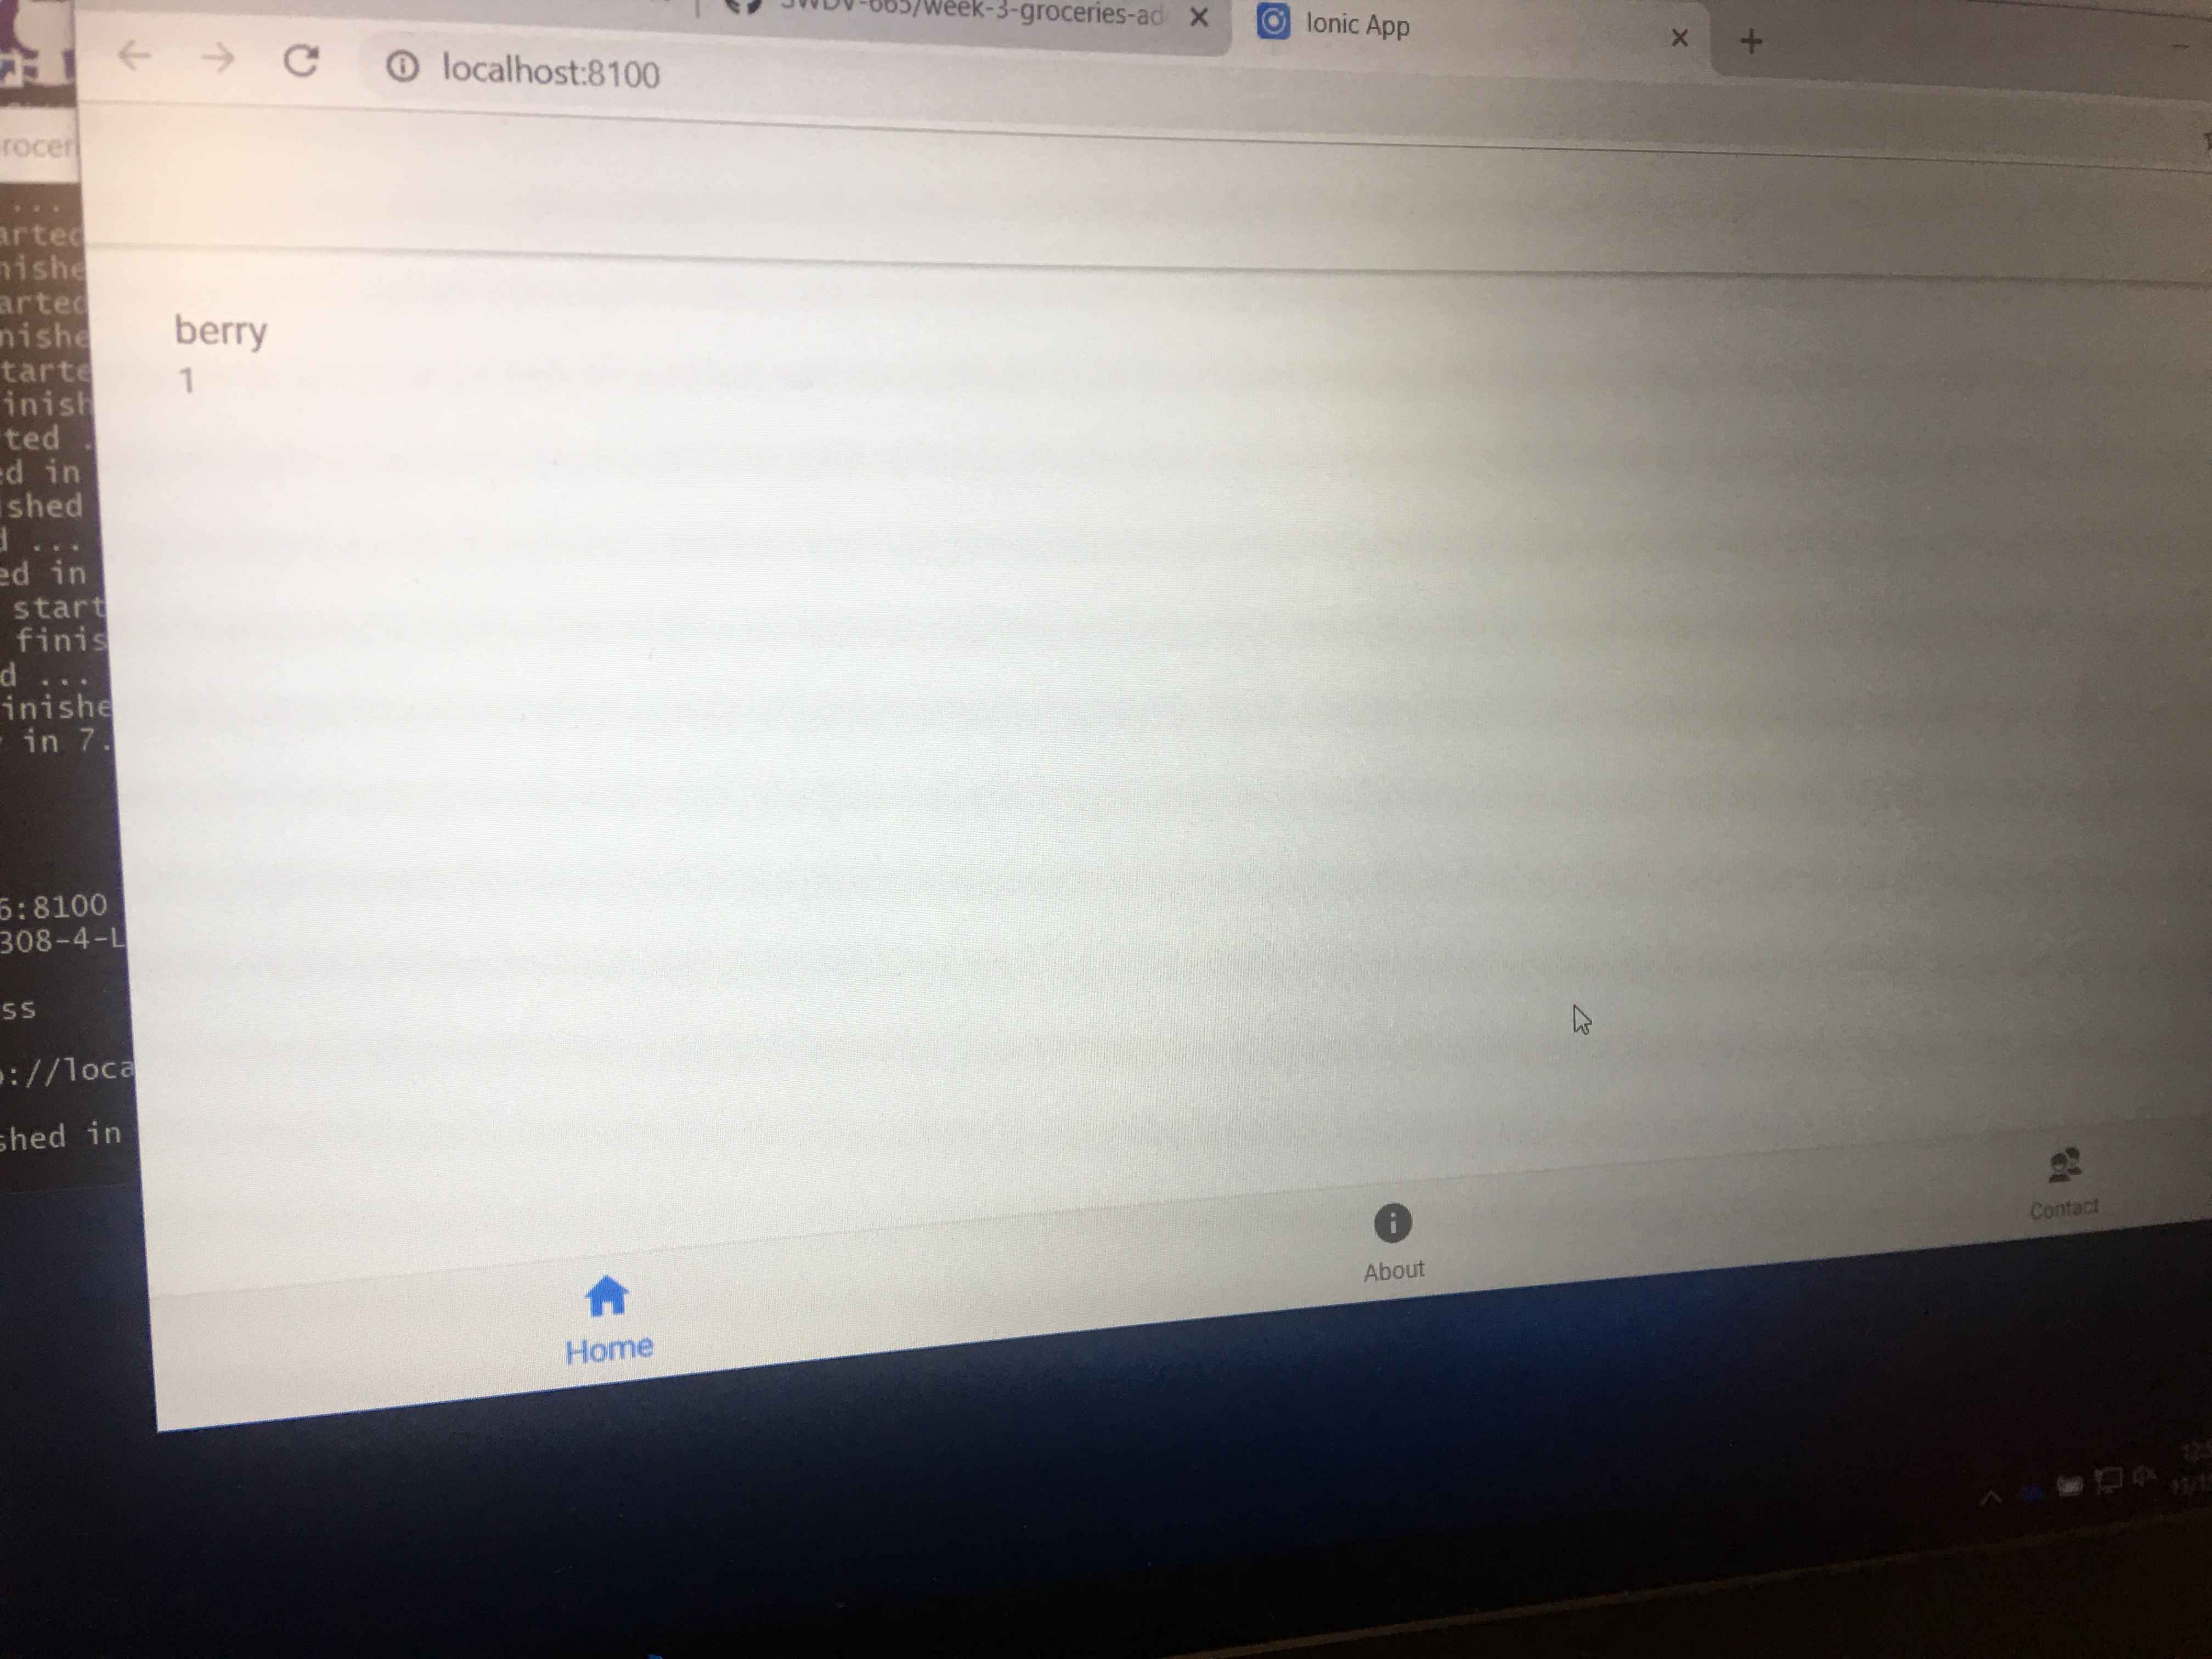 SWDV-665/week-3-groceries-ad
Ionic App
localhost:8100
rocer
...
arted
nishe
arted
nishe
tarte
inish
ted .
ed in
shed
d ...
ed in
start
finis
d ...
inishe
in 7.
6:8100
308-4-L
ss
://loca
shed in
berry
1
Home
About
Contact